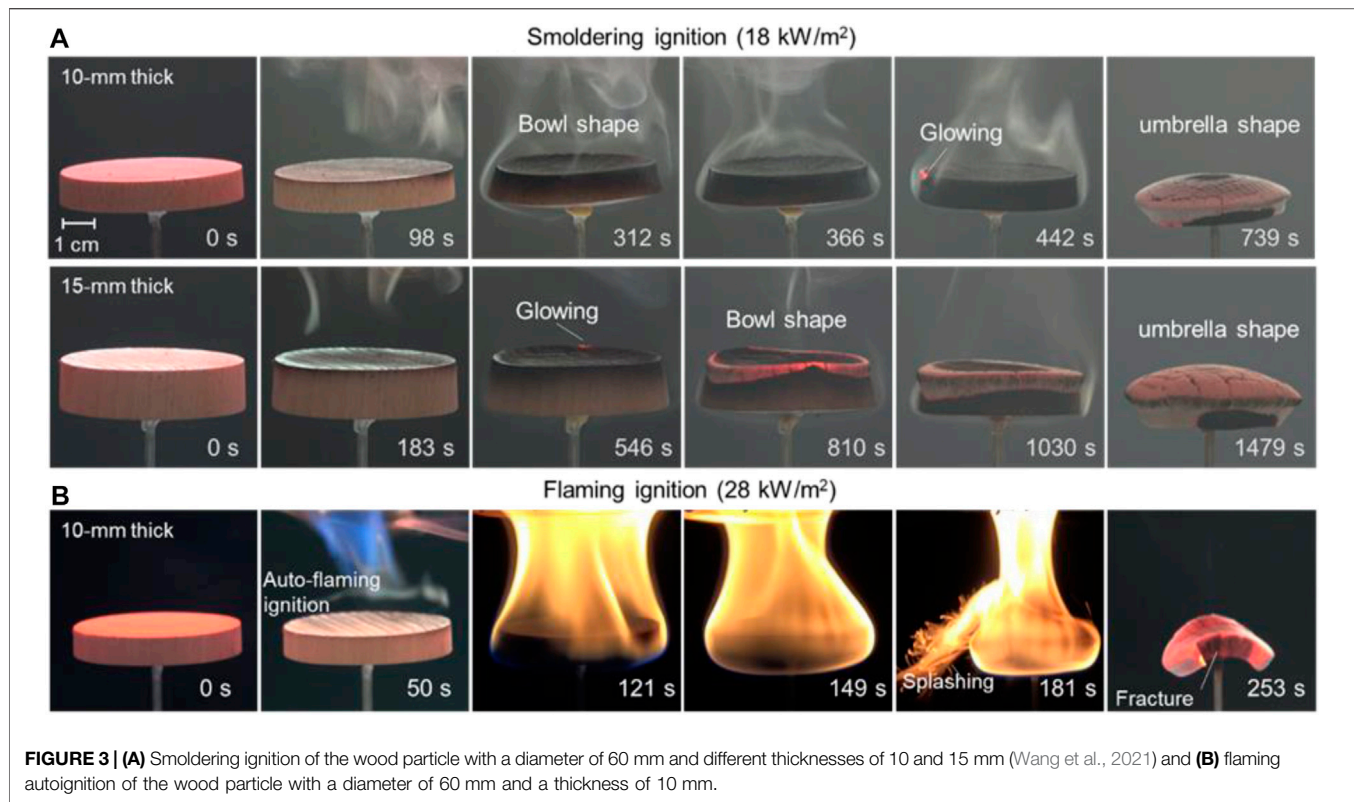 A
Smoldering ignition (18 kW/m²)
10-mm thick
Bowl shape
Glowing
umbrella shape
1 cm
0 s
98 s
312 s
366 s
442 s
739 s
15-mm thick
Glowing
Bowl shape
umbrella shape
0 s
183 s
546 s
810 s
1030 s
1479 s
B
Flaming ignition (28 kW/m²)
10-mm thick
Auto-flaming
ignition
0 s
50 s
121 s
149 s
Splashing
181 s
Fracture
253 s
FIGURE 3 | (A) Smoldering ignition of the wood particle with a diameter of 60 mm and different thicknesses of 10 and 15 mm (Wang et al., 2021) and (B) flaming
autoignition of the wood particle with a diameter of 60 mm and a thickness of 10 mm.